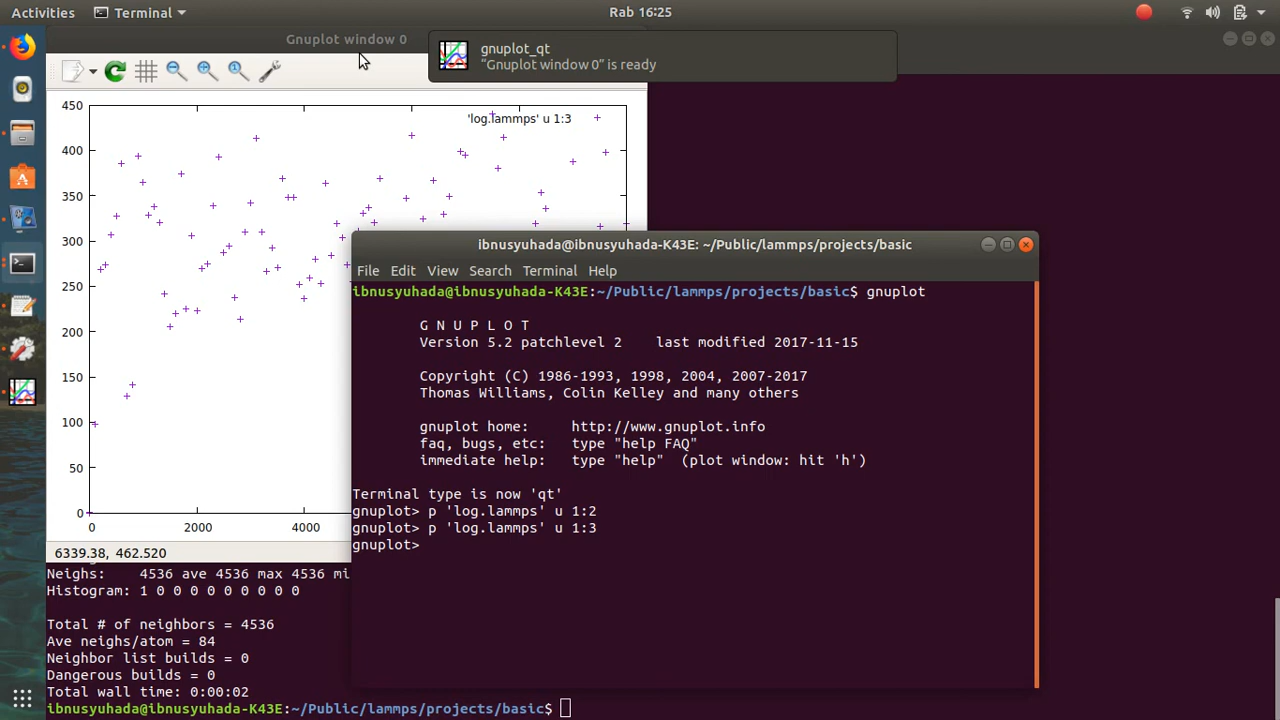 Activities Terminal Rab 16:25
Gnuplot window 0
gnuplot_qt
“Gnuplot window 0” is ready
'log.lammps' u 1:3
450
400
350
300
250
200
150
100
50
0
0 2000 4000
6339.38, 462.520
ibnusyuhada@ibnusyuhada-K43E: ~/Public/lammps/projects/basic
File Edit View Search Terminal Help
ibnusyuhada@ibnusyuhada-K43E:~/Public/lammps/projects/basic$ gnuplot
G N U P L O T
Version 5.2 patchlevel 2 last modified 2017-11-15
Copyright (C) 1986-1993, 1998, 2004, 2007-2017
Thomas Williams, Colin Kelley and many others
gnuplot home: http://www.gnuplot.info
faq, bugs, etc: type "help FAQ"
immediate help: type "help" (plot window: hit 'h')
Terminal type is now 'qt'
gnuplot> p 'log.lammps' u 1:2
gnuplot> p 'log.lammps' u 1:3
gnuplot>
Neighs: 4536 ave 4536 max 4536 mi
Histogram: 1 0 0 0 0 0 0 0 0 0
Total # of neighbors = 4536
Ave neighs/atom = 84
Neighbor list builds = 0
Dangerous builds = 0
Total wall time: 0:00:02
ibnusyuhada@ibnusyuhada-K43E:~/Public/lammps/projects/basic$